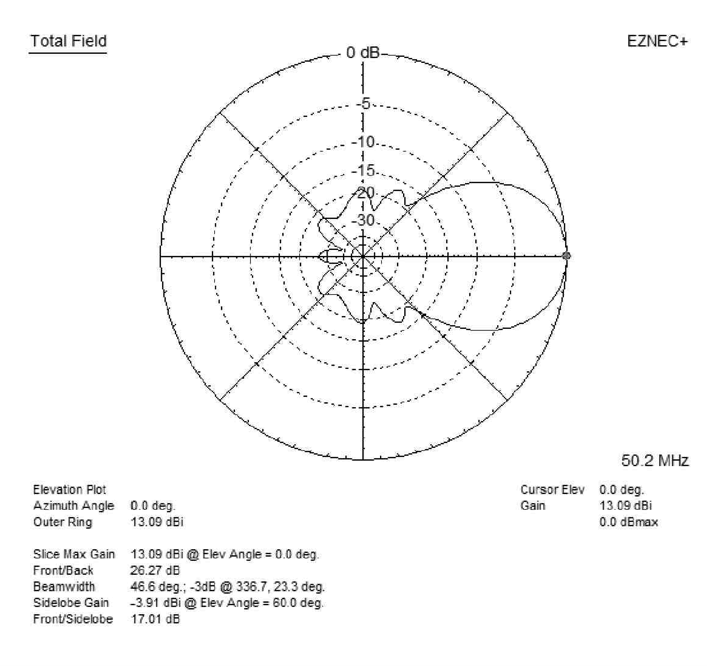 Total Field
EZNEC+
0 dB
-5
-10
-15
-20
-30
50.2 MHz
Elevation Plot
Azimuth Angle 0.0 deg.
Outer Ring 13.09 dBi
Cursor Elev 0.0 deg.
Gain 13.09 dBi
0.0 dBmax
Slice Max Gain 13.09 dBi @ Elev Angle = 0.0 deg.
Front/Back 26.27 dB
Beamwidth 46.6 deg.; -3dB @ 336.7, 23.3 deg.
Sidelobe Gain -3.91 dBi @ Elev Angle = 60.0 deg.
Front/Sidelobe 17.01 dB